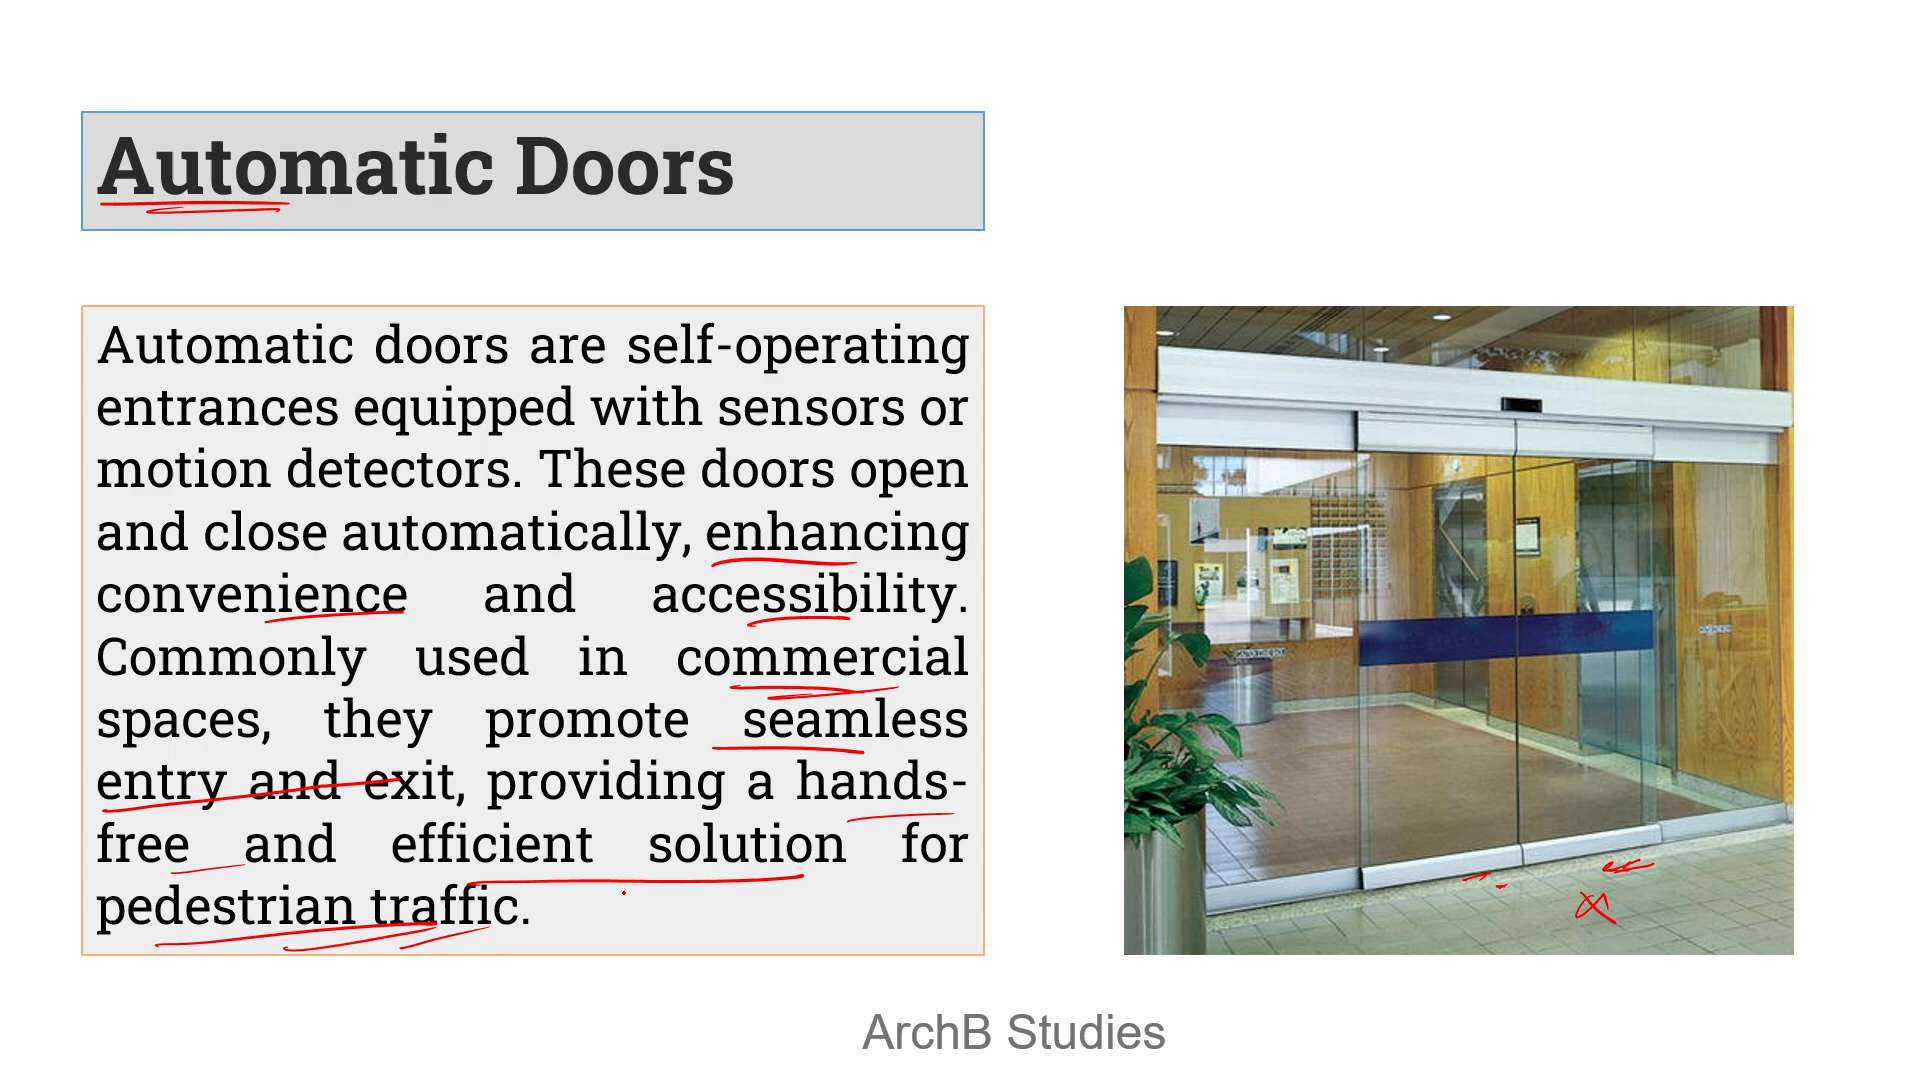 Automatic Doors
Automatic doors are self-operating
entrances equipped with sensors or
motion detectors. These doors open
and close automatically, enhancing
convenience and accessibility.
Commonly used in commercial
spaces, they promote seamless
entry and exit, providing a hands-
free and efficient solution for
pedestrian traffic.
ArchB Studies